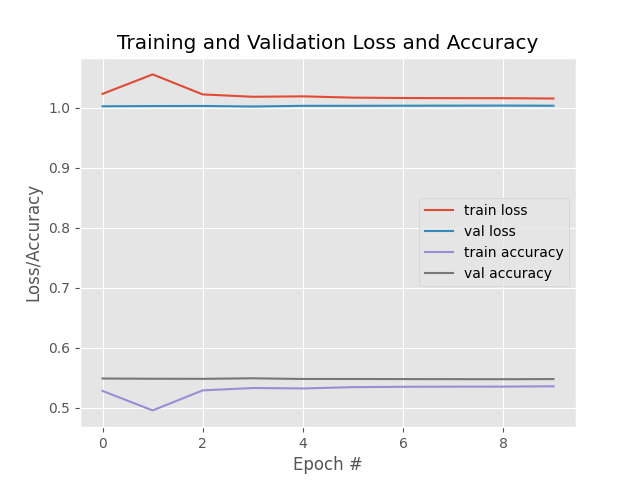 Training and Validation Loss and Accuracy
1.0
0.9
0.8
0.7
0.6
0.5
Loss/Accuracy
train loss
val loss
train accuracy
val accuracy
0 2 4 6 8
Epoch #